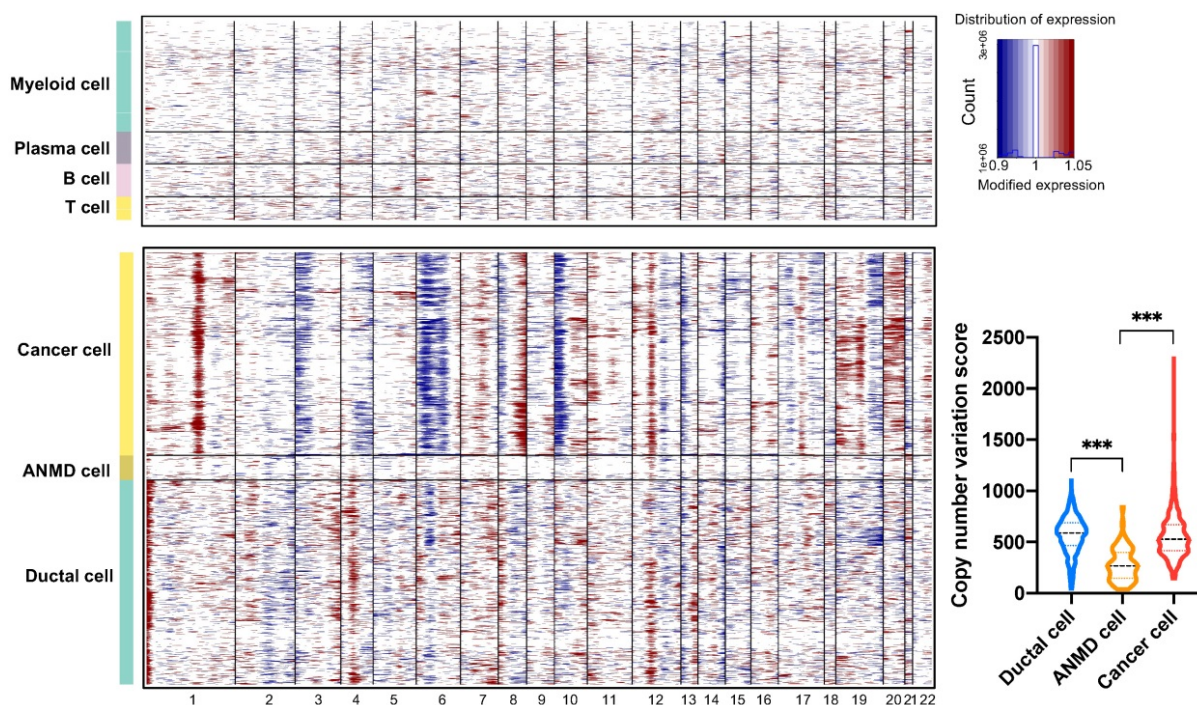 Myeloid cell
Plasma cell
B cell
T cell
Distribution of expression
Count
3e+06
1e+06
0.9 1 1.05
Modified expression
Cancer cell
ANMD cell
Ductal cell
1 2 3 4 5 6 7 8 9 10 11 12 13 14 15 16 17 18 19 20 21 22
Copy number variation score
2500
2000
1500
1000
500
0
***
***
Ductal cell
ANMD cell
Cancer cell